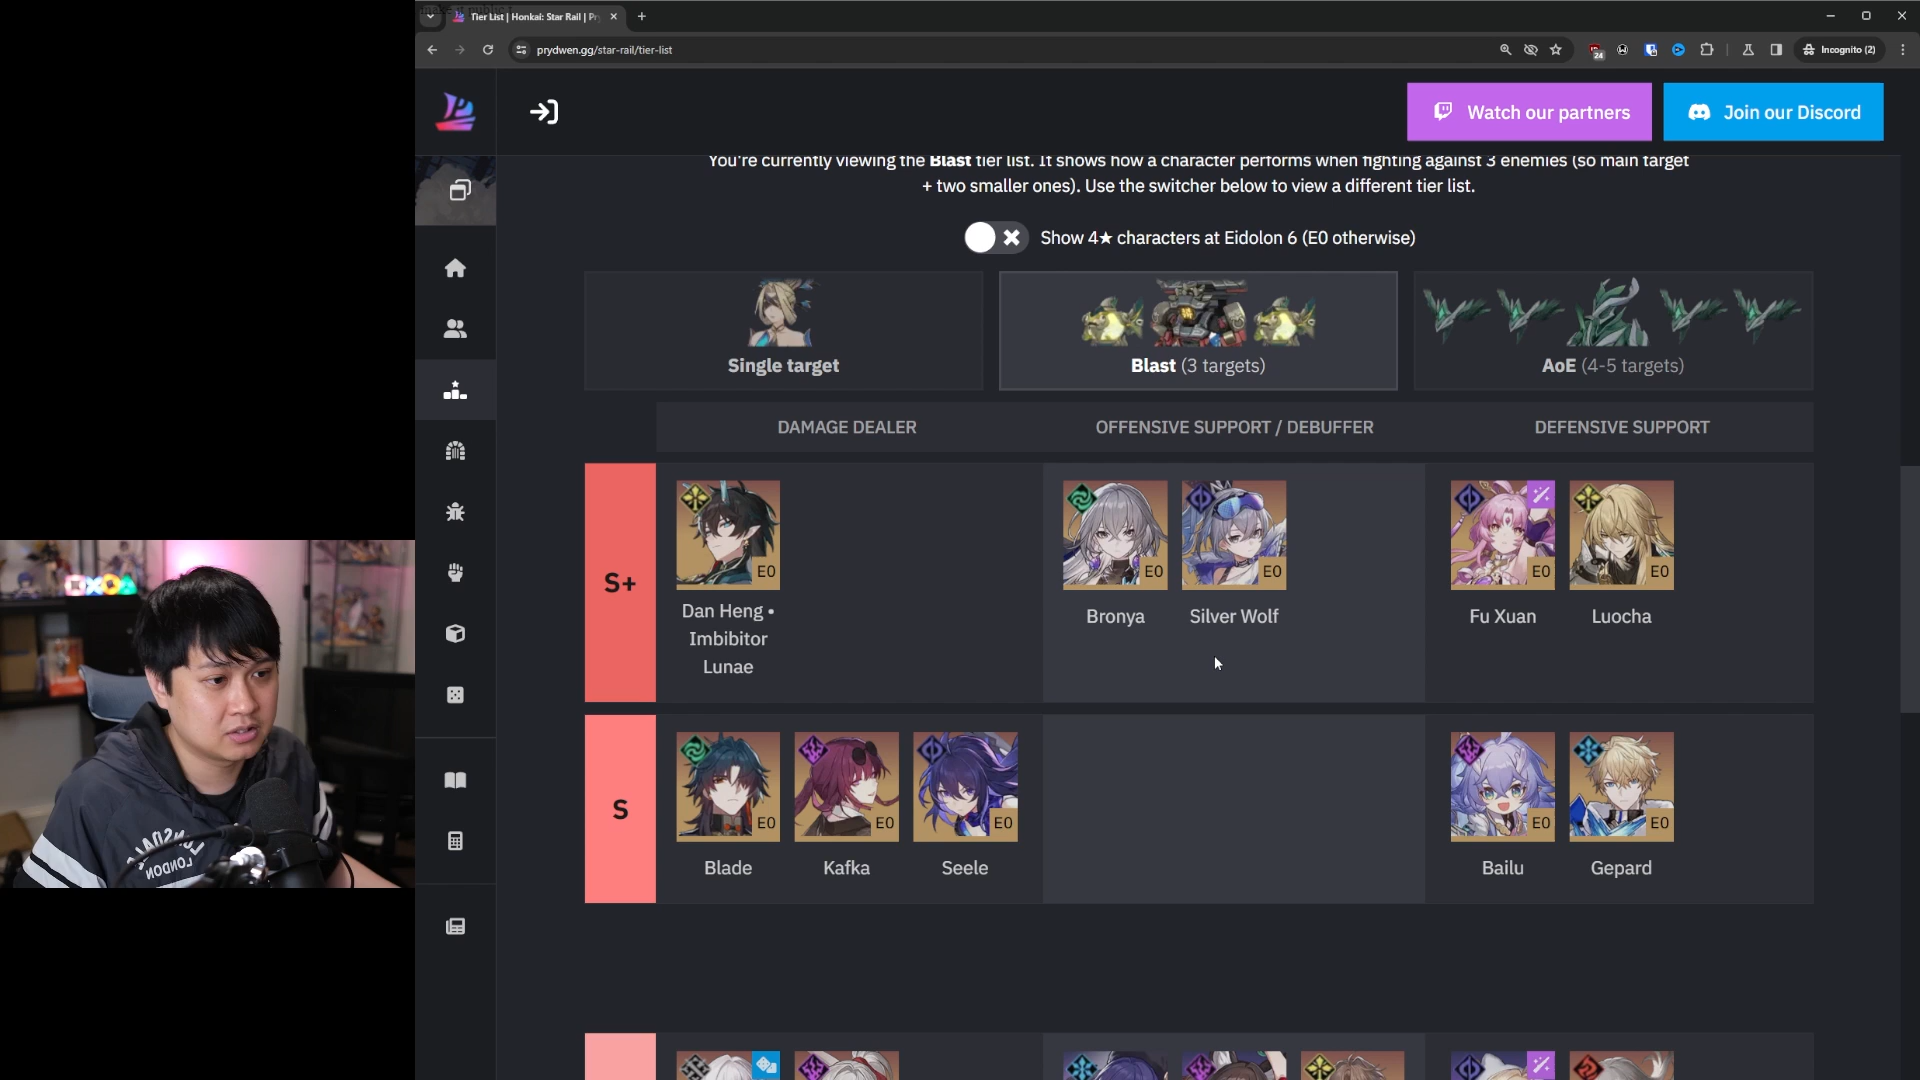 Tier List | Honkai: Star Rail | Pr
prydwen.gg/star-rail/tier-list
24
Incognito (2)
Watch our partners
Join our Discord
You're currently viewing the Blast tier list. It shows how a character performs when fighting against 3 enemies (so main target
+ two smaller ones). Use the switcher below to view a different tier list.
Show 4★ characters at Eidolon 6 (E0 otherwise)
Single target
Blast (3 targets)
AoE (4-5 targets)
DAMAGE DEALER
OFFENSIVE SUPPORT / DEBUFFER
DEFENSIVE SUPPORT
S+
E0
E0
E0
E0
E0
Dan Heng •
Imbibitor
Lunae
Bronya
Silver Wolf
Fu Xuan
Luocha
S
E0
E0
E0
E0
E0
Blade
Kafka
Seele
Bailu
Gepard
LONDON